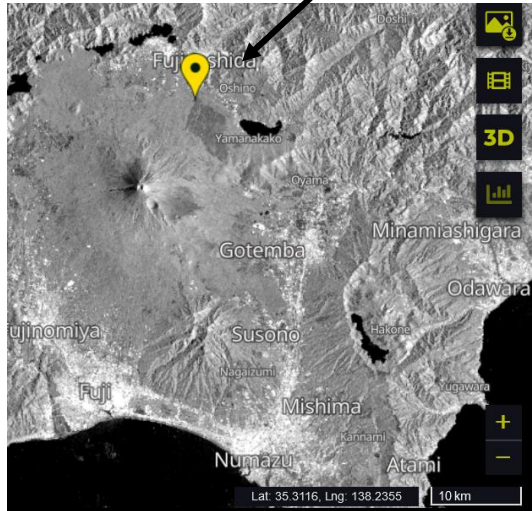 Doshi
Fuj shida
Oshino
Yamanakako
3D
Oyama
Minamiashigara
Gotemba
Odawara
Hakone
ujinomiya
Susono
Nagaizumi
Fuji
Yugawara
Mishima
Kannami
Numazu
Atami
+
−
Lat: 35.3116, Lng: 138.2355
10 km